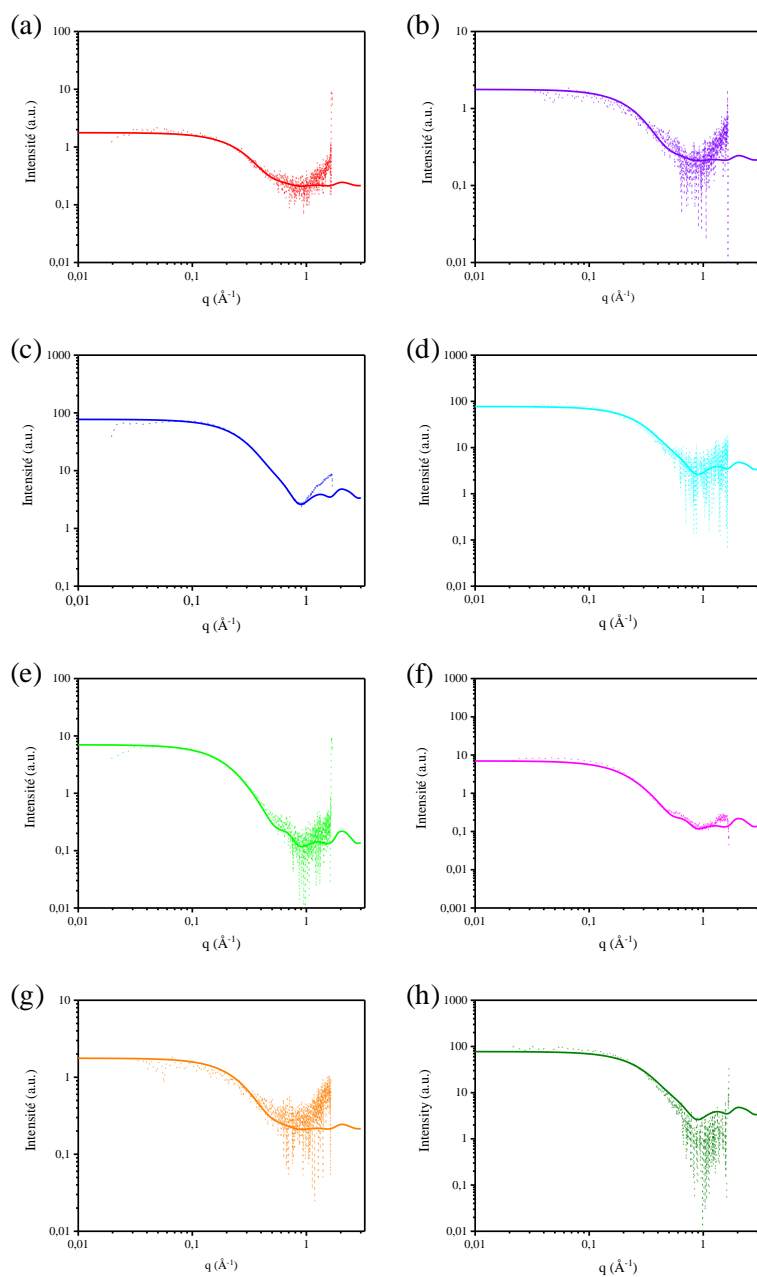 (a)
100
10
1
0,1
0,01
Intensité (a.u.)
0,01
0,1
1
q (Å-1)
(b)
10
1
0,1
0,01
Intensité (a.u.)
0,01
0,1
1
q (Å-1)
(c)
1000
100
10
1
0,1
Intensité (a.u.)
0,01
0,1
1
q (Å-1)
(d)
1000
100
10
1
0,1
0,01
Intensité (a.u.)
0,01
0,1
1
q (Å-1)
(e)
100
10
1
0,1
0,01
Intensité (a.u.)
0,01
0,1
1
q (Å-1)
(f)
1000
100
10
1
0,1
0,01
0,001
Intensité (a.u.)
0,01
0,1
1
q (Å-1)
(g)
10
1
0,1
0,01
Intensité (a.u.)
0,01
0,1
1
q (Å-1)
(h)
1000
100
10
1
0,1
0,01
Intensity (a.u.)
0,01
0,1
1
q (Å-1)